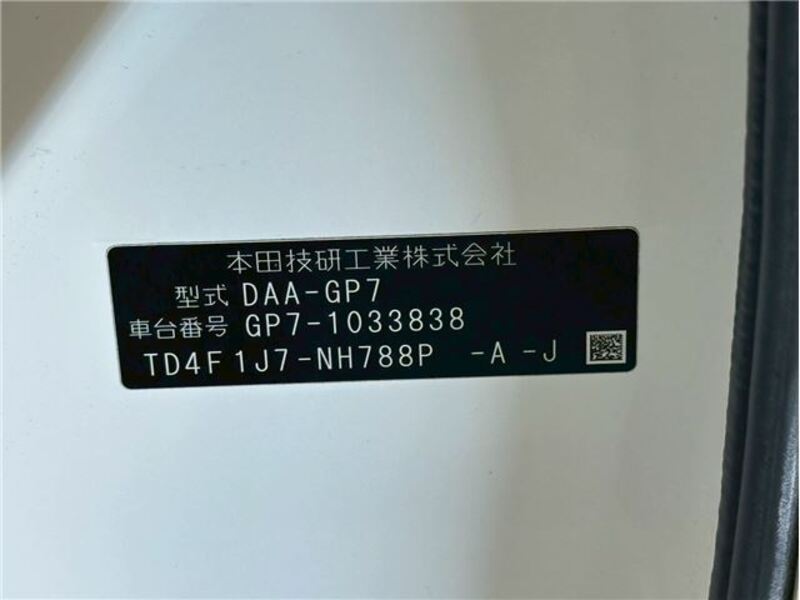 本田技研工業株式会社
型式 DAA-GP7
車台番号 GP7-1033838
TD4F1J7-NH788P -A -J